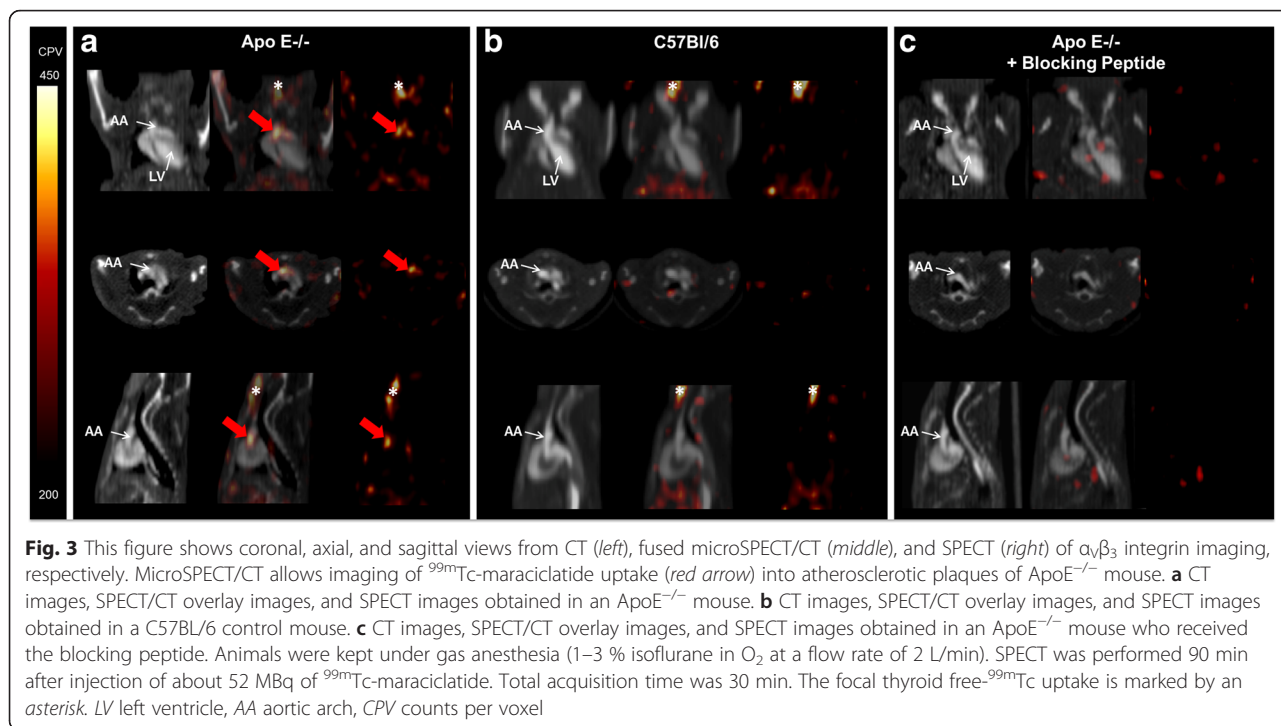 CPV
450
200
a
Apo E-/-
*
*
AA
LV
AA
*
*
AA
b
C57Bl/6
*
*
AA
LV
AA
*
*
AA
c
Apo E-/-
+ Blocking Peptide
AA
LV
AA
AA
Fig. 3 This figure shows coronal, axial, and sagittal views from CT (left), fused microSPECT/CT (middle), and SPECT (right) of αVβ3 integrin imaging,
respectively. MicroSPECT/CT allows imaging of 99mTc-maraciclatide uptake (red arrow) into atherosclerotic plaques of ApoE−/− mouse. a CT
images, SPECT/CT overlay images, and SPECT images obtained in an ApoE−/− mouse. b CT images, SPECT/CT overlay images, and SPECT images
obtained in a C57BL/6 control mouse. c CT images, SPECT/CT overlay images, and SPECT images obtained in an ApoE−/− mouse who received
the blocking peptide. Animals were kept under gas anesthesia (1–3 % isoflurane in O2 at a flow rate of 2 L/min). SPECT was performed 90 min
after injection of about 52 MBq of 99mTc-maraciclatide. Total acquisition time was 30 min. The focal thyroid free-99mTc uptake is marked by an
asterisk. LV left ventricle, AA aortic arch, CPV counts per voxel